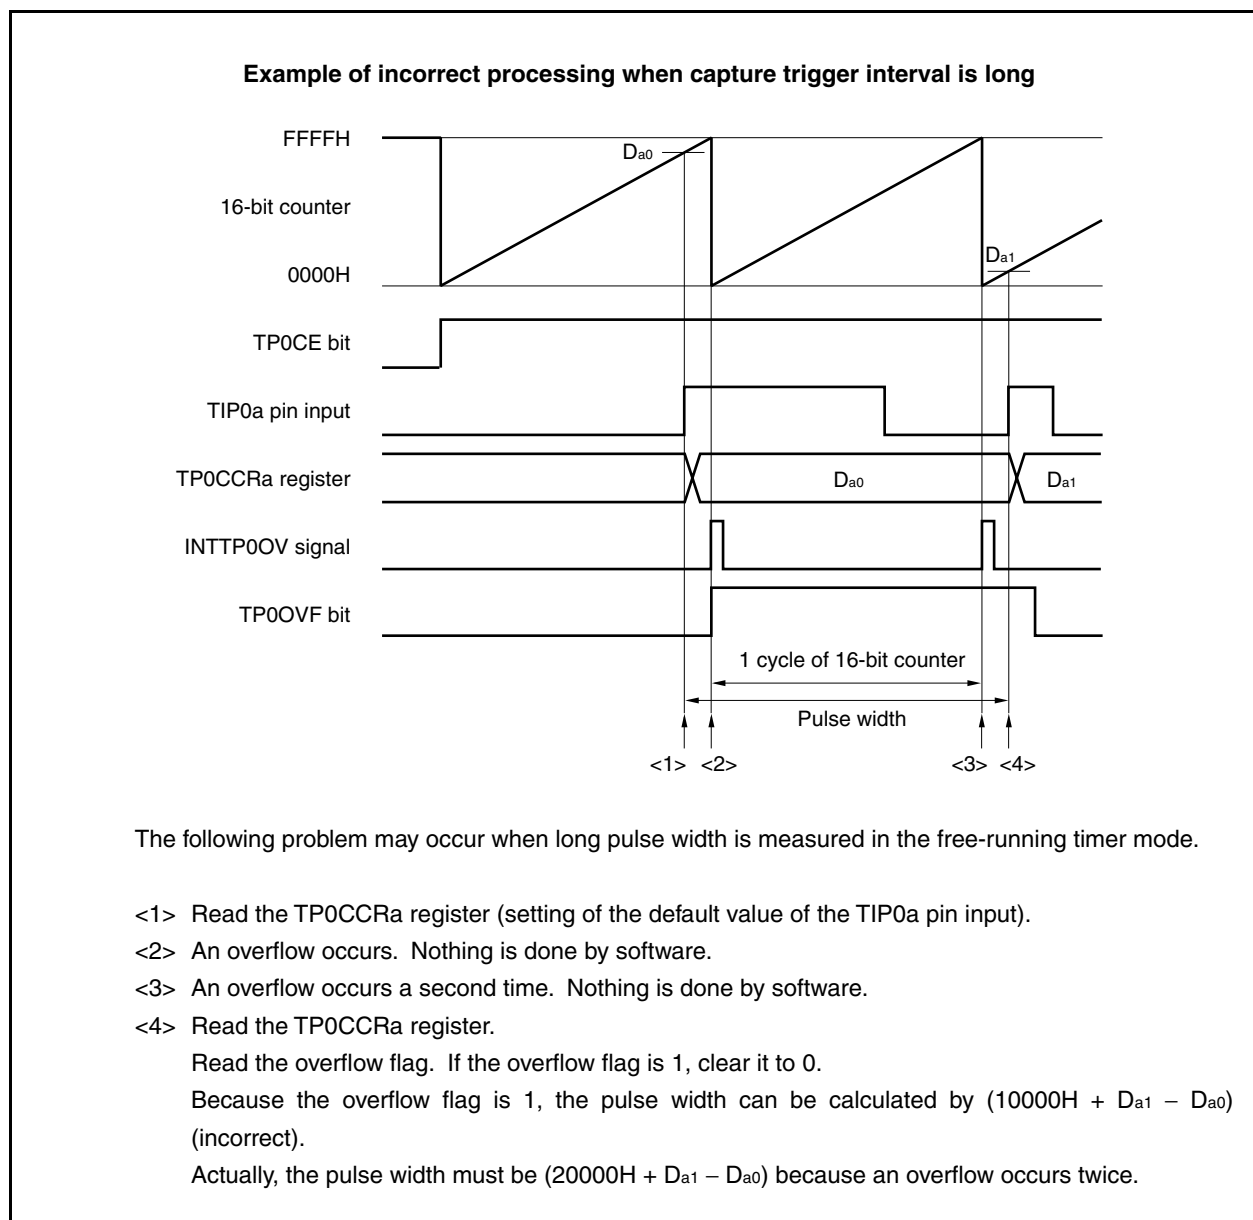 Example of incorrect processing when capture trigger interval is long
FFFFH
Da0
16-bit counter
Da1
0000H
TP0CE bit
TIP0a pin input
TP0CCRa register
Da0
Da1
INTTP0OV signal
TP0OVF bit
1 cycle of 16-bit counter
Pulse width
<1> <2> <3> <4>
The following problem may occur when long pulse width is measured in the free-running timer mode.
<1> Read the TP0CCRa register (setting of the default value of the TIP0a pin input).
<2> An overflow occurs. Nothing is done by software.
<3> An overflow occurs a second time. Nothing is done by software.
<4> Read the TP0CCRa register.
Read the overflow flag. If the overflow flag is 1, clear it to 0.
Because the overflow flag is 1, the pulse width can be calculated by (10000H + Da1 − Da0)
(incorrect).
Actually, the pulse width must be (20000H + Da1 − Da0) because an overflow occurs twice.